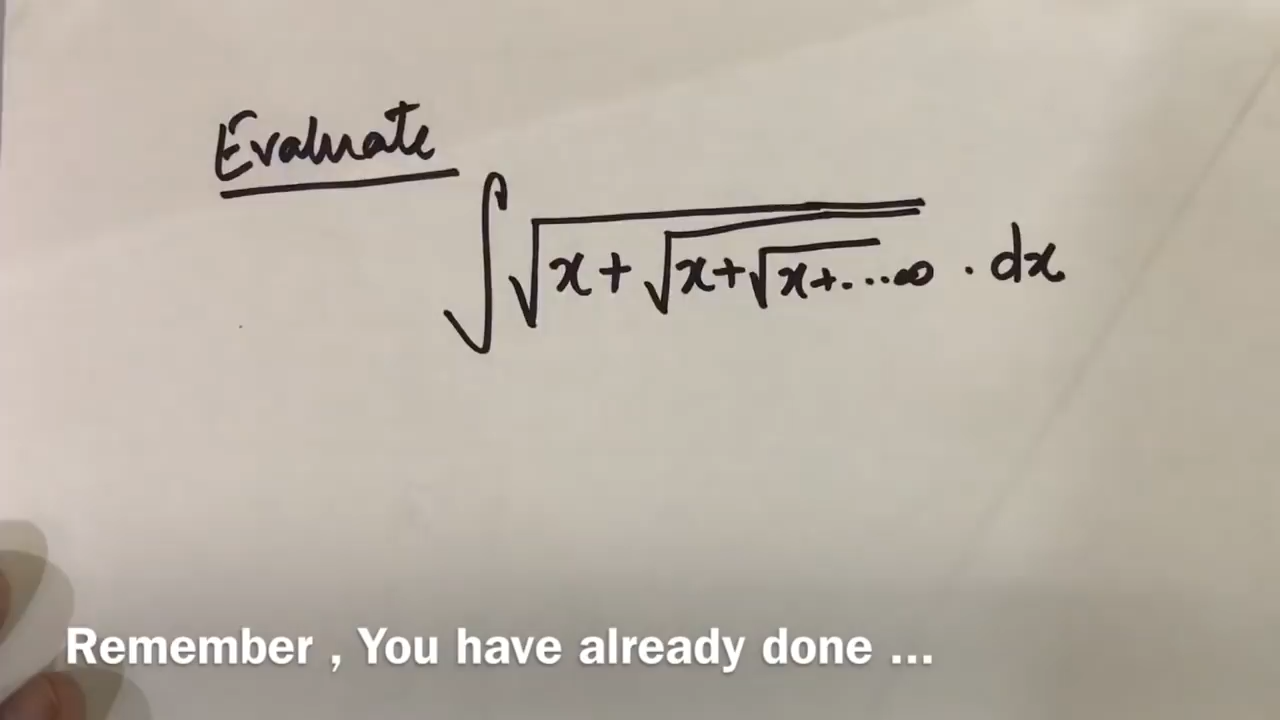 Evaluate
∫√x+√x+√x+....∞ . dx
Remember , You have already done ...